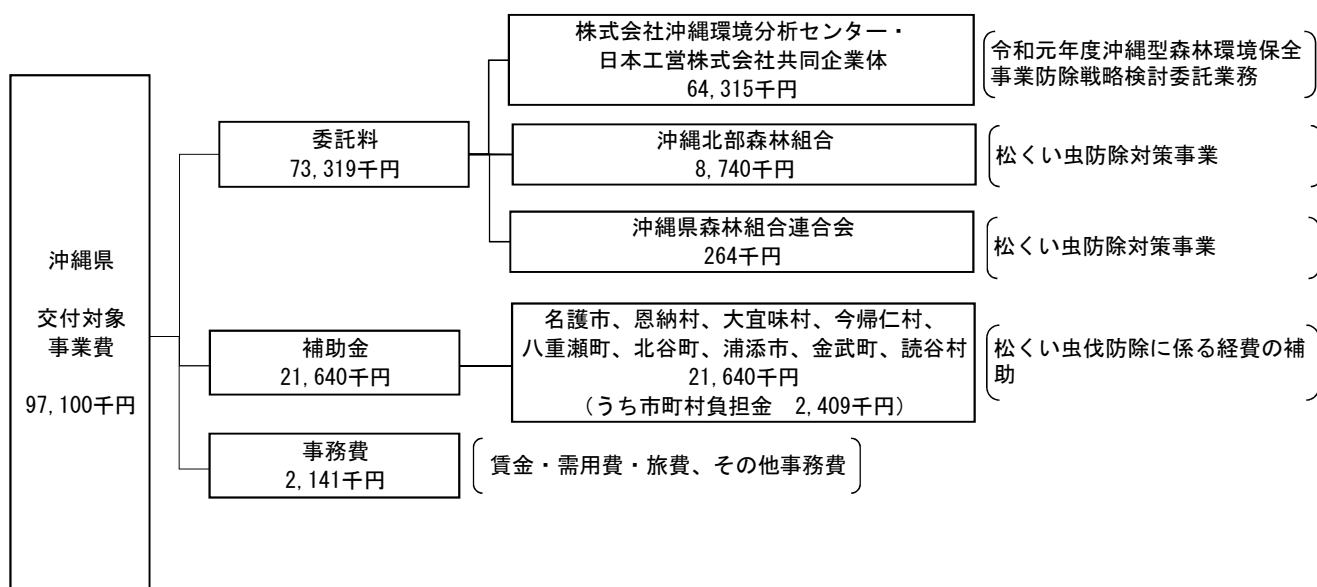 沖縄県
交付対象
事業費
97,100千円
委託料
73,319千円
株式会社沖縄環境分析センター・
日本工営株式会社共同企業体
64,315千円
令和元年度沖縄型森林環境保全
事業防除戦略検討委託業務
沖縄北部森林組合
8,740千円
松くい虫防除対策事業
沖縄県森林組合連合会
264千円
松くい虫防除対策事業
補助金
21,640千円
名護市、恩納村、大宜味村、今帰仁村、
八重瀬町、北谷町、浦添市、金武町、読谷村
21,640千円
（うち市町村負担金　2,409千円）
松くい虫伐防除に係る経費の補
助
事務費
2,141千円
賃金・需用費・旅費、その他事務費